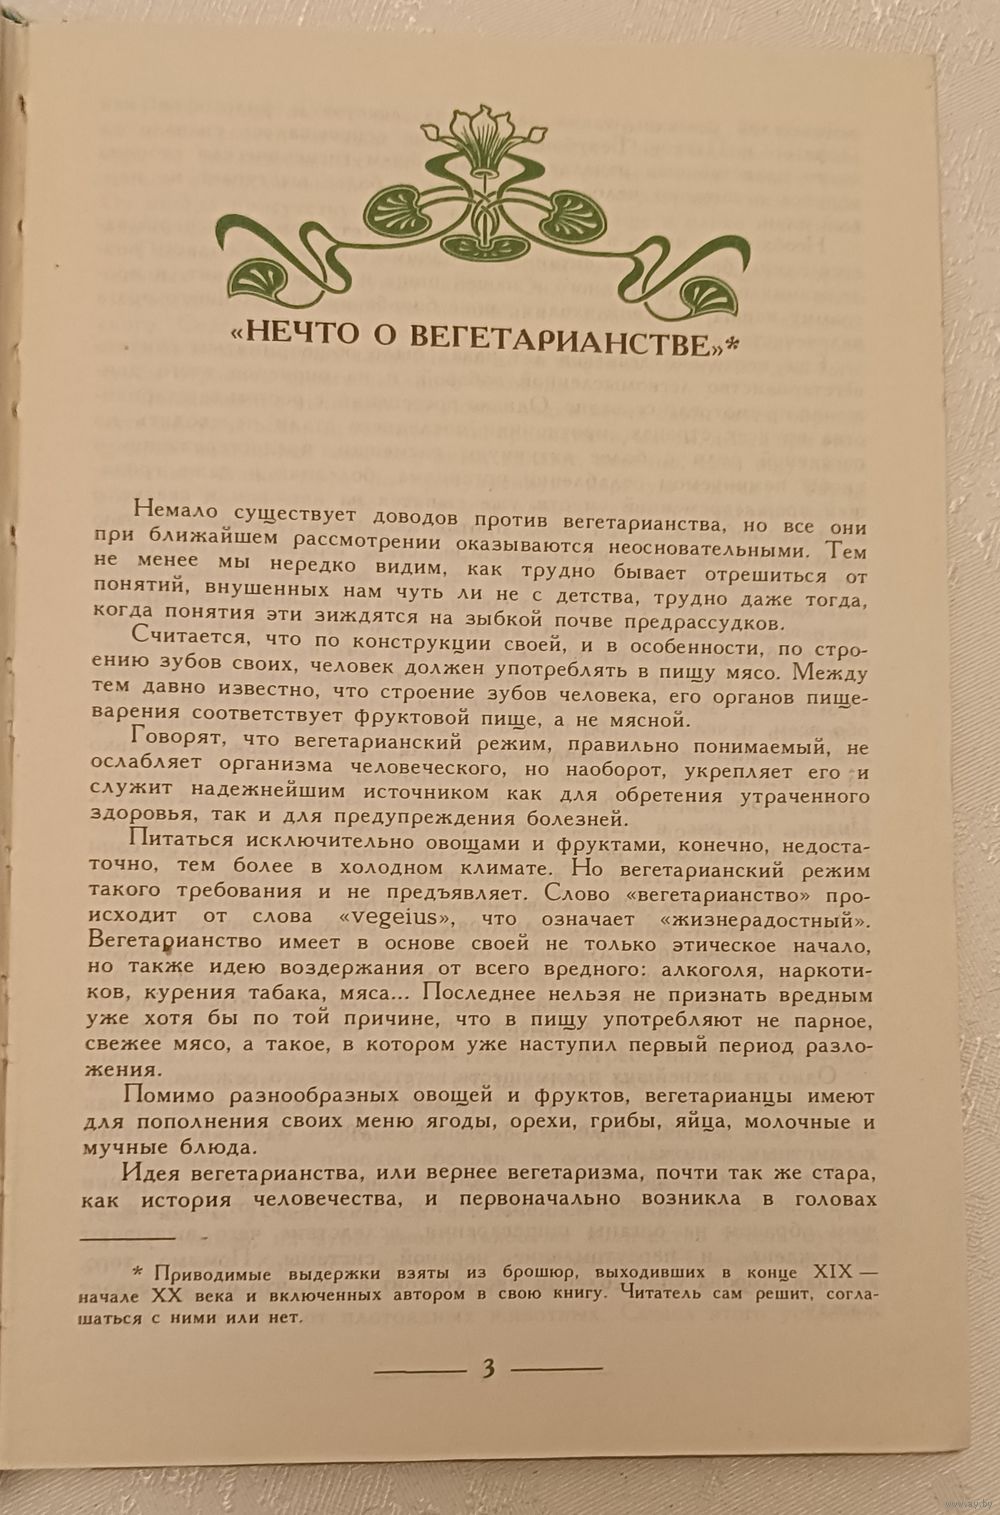 «НЕЧТО О ВЕГЕТАРИАНСТВЕ»*
Немало существует доводов против вегетарианства, но все они
при ближайшем рассмотрении оказываются неосновательными. Тем
не менее мы нередко видим, как трудно бывает отрешиться от
понятий, внушенных нам чуть ли не с детства, трудно даже тогда,
когда понятия эти зиждятся на зыбкой почве предрассудков.
Считается, что по конструкции своей, и в особенности, по стро-
ению зубов своих, человек должен употреблять в пищу мясо. Между
тем давно известно, что строение зубов человека, его органов пище-
варения соответствует фруктовой пище, а не мясной.
Говорят, что вегетарианский режим, правильно понимаемый, не
ослабляет организма человеческого, но наоборот, укрепляет его и
служит надежнейшим источником как для обретения утраченного
здоровья, так и для предупреждения болезней.
Питаться исключительно овощами и фруктами, конечно, недоста-
точно, тем более в холодном климате. Но вегетарианский режим
такого требования и не предъявляет. Слово «вегетарианство» про-
исходит от слова «vegeius», что означает «жизнерадостный».
Вегетарианство имеет в основе своей не только этическое начало,
но также идею воздержания от всего вредного: алкоголя, наркоти-
ков, курения табака, мяса... Последнее нельзя не признать вредным
уже хотя бы по той причине, что в пищу употребляют не парное,
свежее мясо, а такое, в котором уже наступил первый период разло-
жения.
Помимо разнообразных овощей и фруктов, вегетарианцы имеют
для пополнения своих меню ягоды, орехи, грибы, яйца, молочные и
мучные блюда.
Идея вегетарианства, или вернее вегетаризма, почти так же стара,
как история человечества, и первоначально возникла в головах
* Приводимые выдержки взяты из брошюр, выходивших в конце XIX —
начале XX века и включенных автором в свою книгу. Читатель сам решит, согла-
шаться с ними или нет.
3
www.ay.by